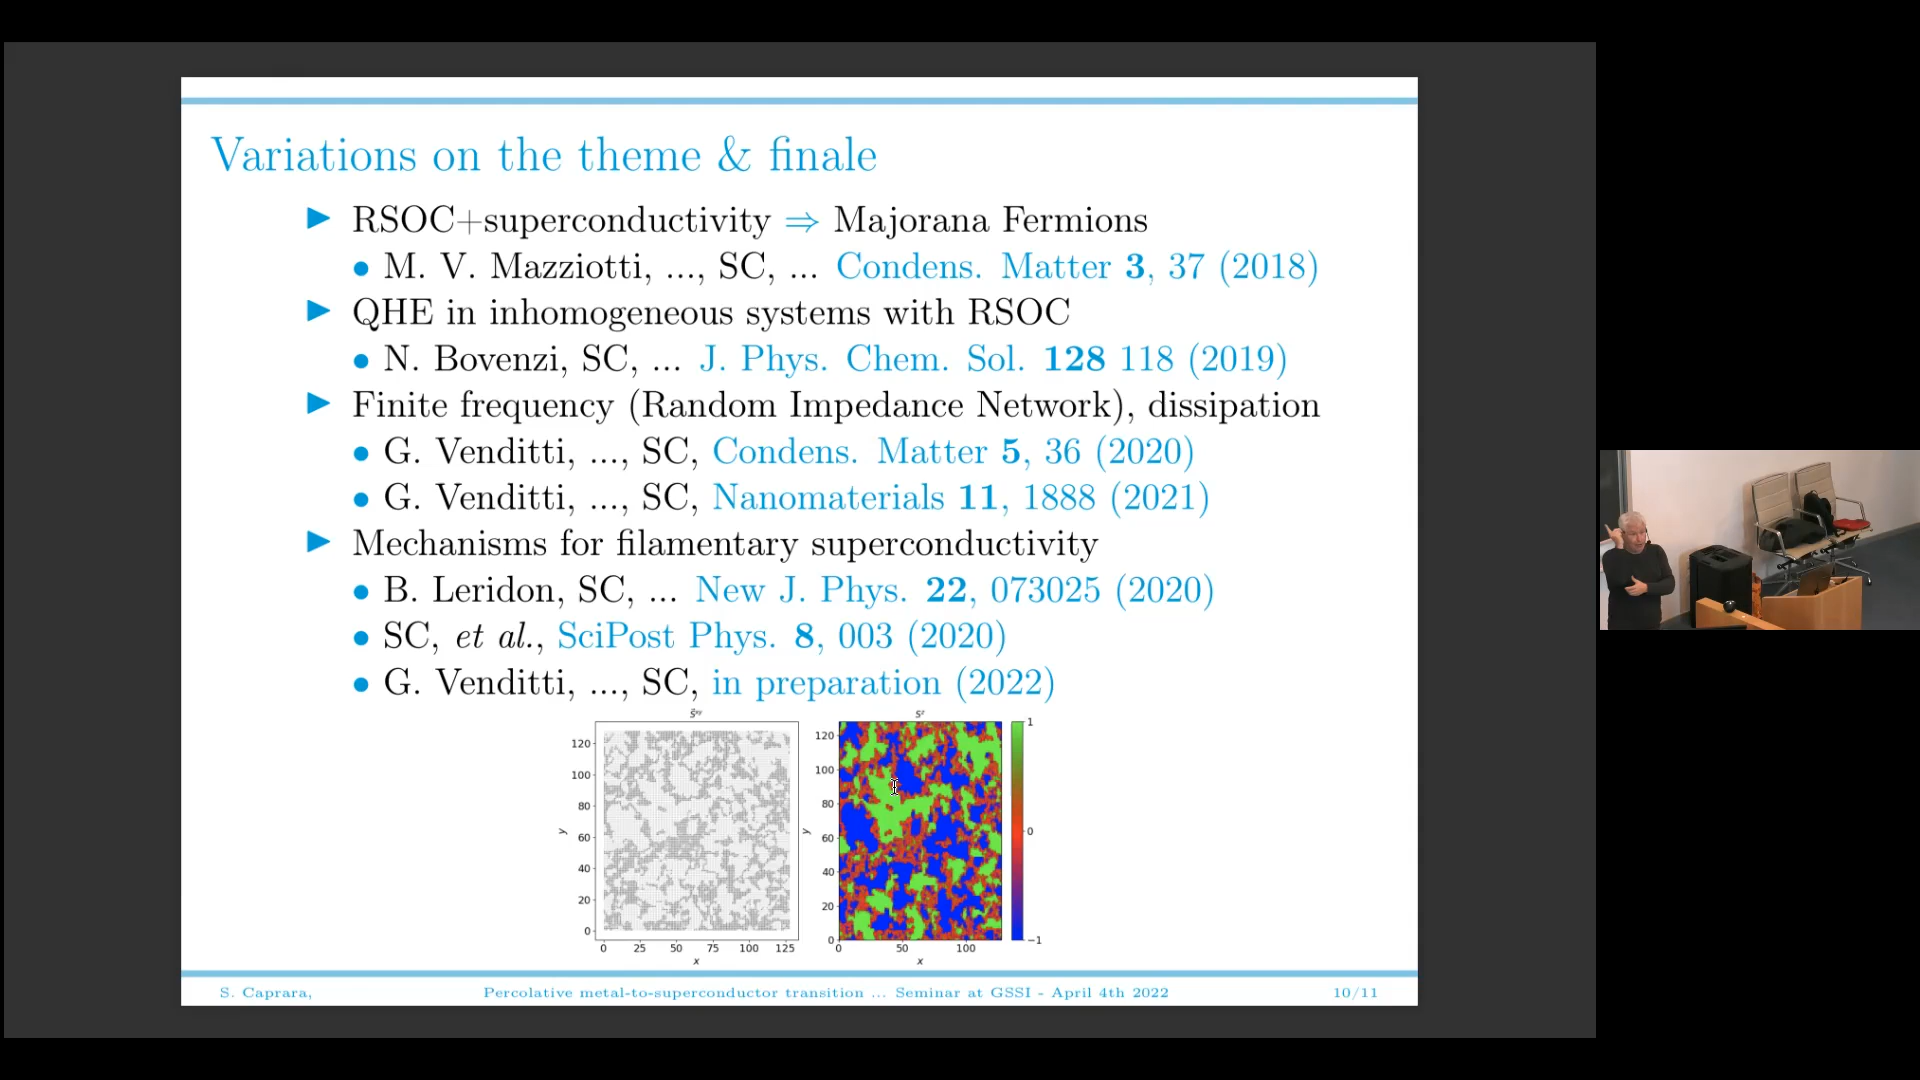 Variations on the theme & finale
RSOC+superconductivity ⇒ Majorana Fermions
M. V. Mazziotti, ..., SC, ... Condens. Matter 3, 37 (2018)
QHE in inhomogeneous systems with RSOC
N. Bovenzi, SC, ... J. Phys. Chem. Sol. 128 118 (2019)
Finite frequency (Random Impedance Network), dissipation
G. Venditti, ..., SC, Condens. Matter 5, 36 (2020)
G. Venditti, ..., SC, Nanomaterials 11, 1888 (2021)
Mechanisms for filamentary superconductivity
B. Leridon, SC, ... New J. Phys. 22, 073025 (2020)
SC, et al., SciPost Phys. 8, 003 (2020)
G. Venditti, ..., SC, in preparation (2022)
S̄ˣʸ
120
100
80
60
40
20
0
y
0 25 50 75 100 125
x
Sᶻ
120
100
80
60
40
20
0
y
0 50 100
x
1
0
−1
S. Caprara, Percolative metal-to-superconductor transition ... Seminar at GSSI - April 4th 2022 10/11